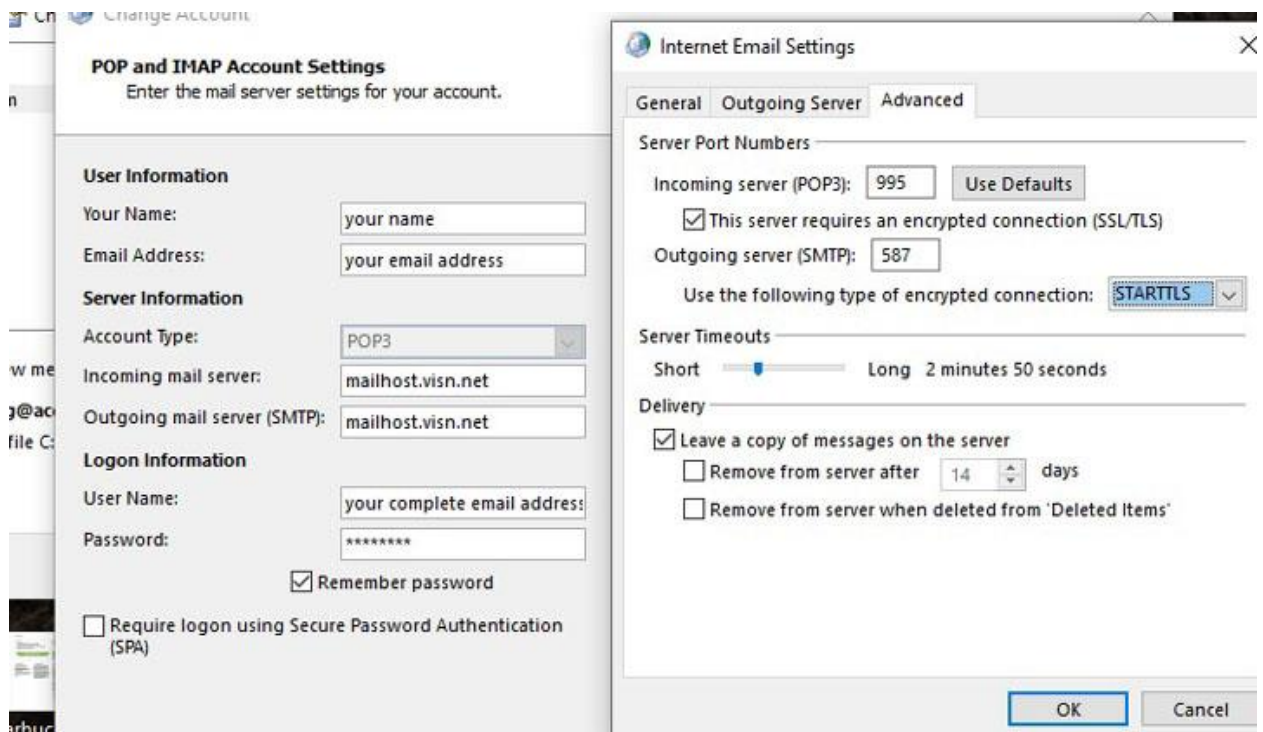 Change Account
POP and IMAP Account Settings
Enter the mail server settings for your account.
User Information
Your Name: your name
Email Address: your email address
Server Information
Account Type: POP3
Incoming mail server: mailhost.visn.net
Outgoing mail server (SMTP): mailhost.visn.net
Logon Information
User Name: your complete email address
Password: ********
Remember password
Require logon using Secure Password Authentication
(SPA)
Internet Email Settings
General Outgoing Server Advanced
Server Port Numbers
Incoming server (POP3): 995 Use Defaults
This server requires an encrypted connection (SSL/TLS)
Outgoing server (SMTP): 587
Use the following type of encrypted connection: STARTTLS
Server Timeouts
Short Long 2 minutes 50 seconds
Delivery
Leave a copy of messages on the server
Remove from server after 14 days
Remove from server when deleted from 'Deleted Items'
OK Cancel